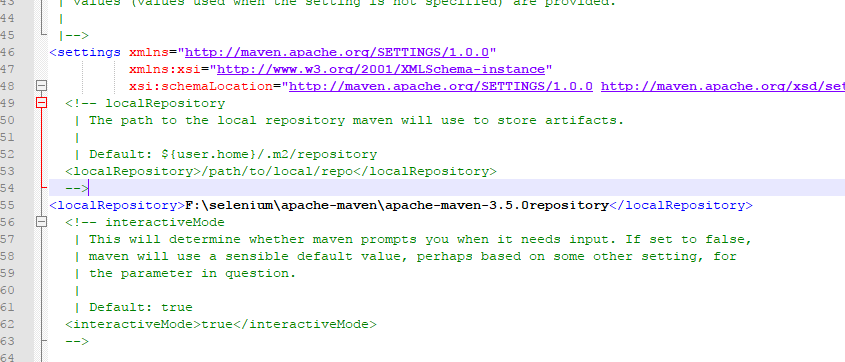 43 | values (values used when the setting is not specified) are provided.
44 |
45 |-->
46 <settings xmlns="http://maven.apache.org/SETTINGS/1.0.0"
47 xmlns:xsi="http://www.w3.org/2001/XMLSchema-instance"
48 xsi:schemaLocation="http://maven.apache.org/SETTINGS/1.0.0 http://maven.apache.org/xsd/set
49 <!-- localRepository
50 | The path to the local repository maven will use to store artifacts.
51 |
52 | Default: ${user.home}/.m2/repository
53 <localRepository>/path/to/local/repo</localRepository>
54 -->
55 <localRepository>F:\selenium\apache-maven\apache-maven-3.5.0repository</localRepository>
56 <!-- interactiveMode
57 | This will determine whether maven prompts you when it needs input. If set to false,
58 | maven will use a sensible default value, perhaps based on some other setting, for
59 | the parameter in question.
60 |
61 | Default: true
62 <interactiveMode>true</interactiveMode>
63 -->
64